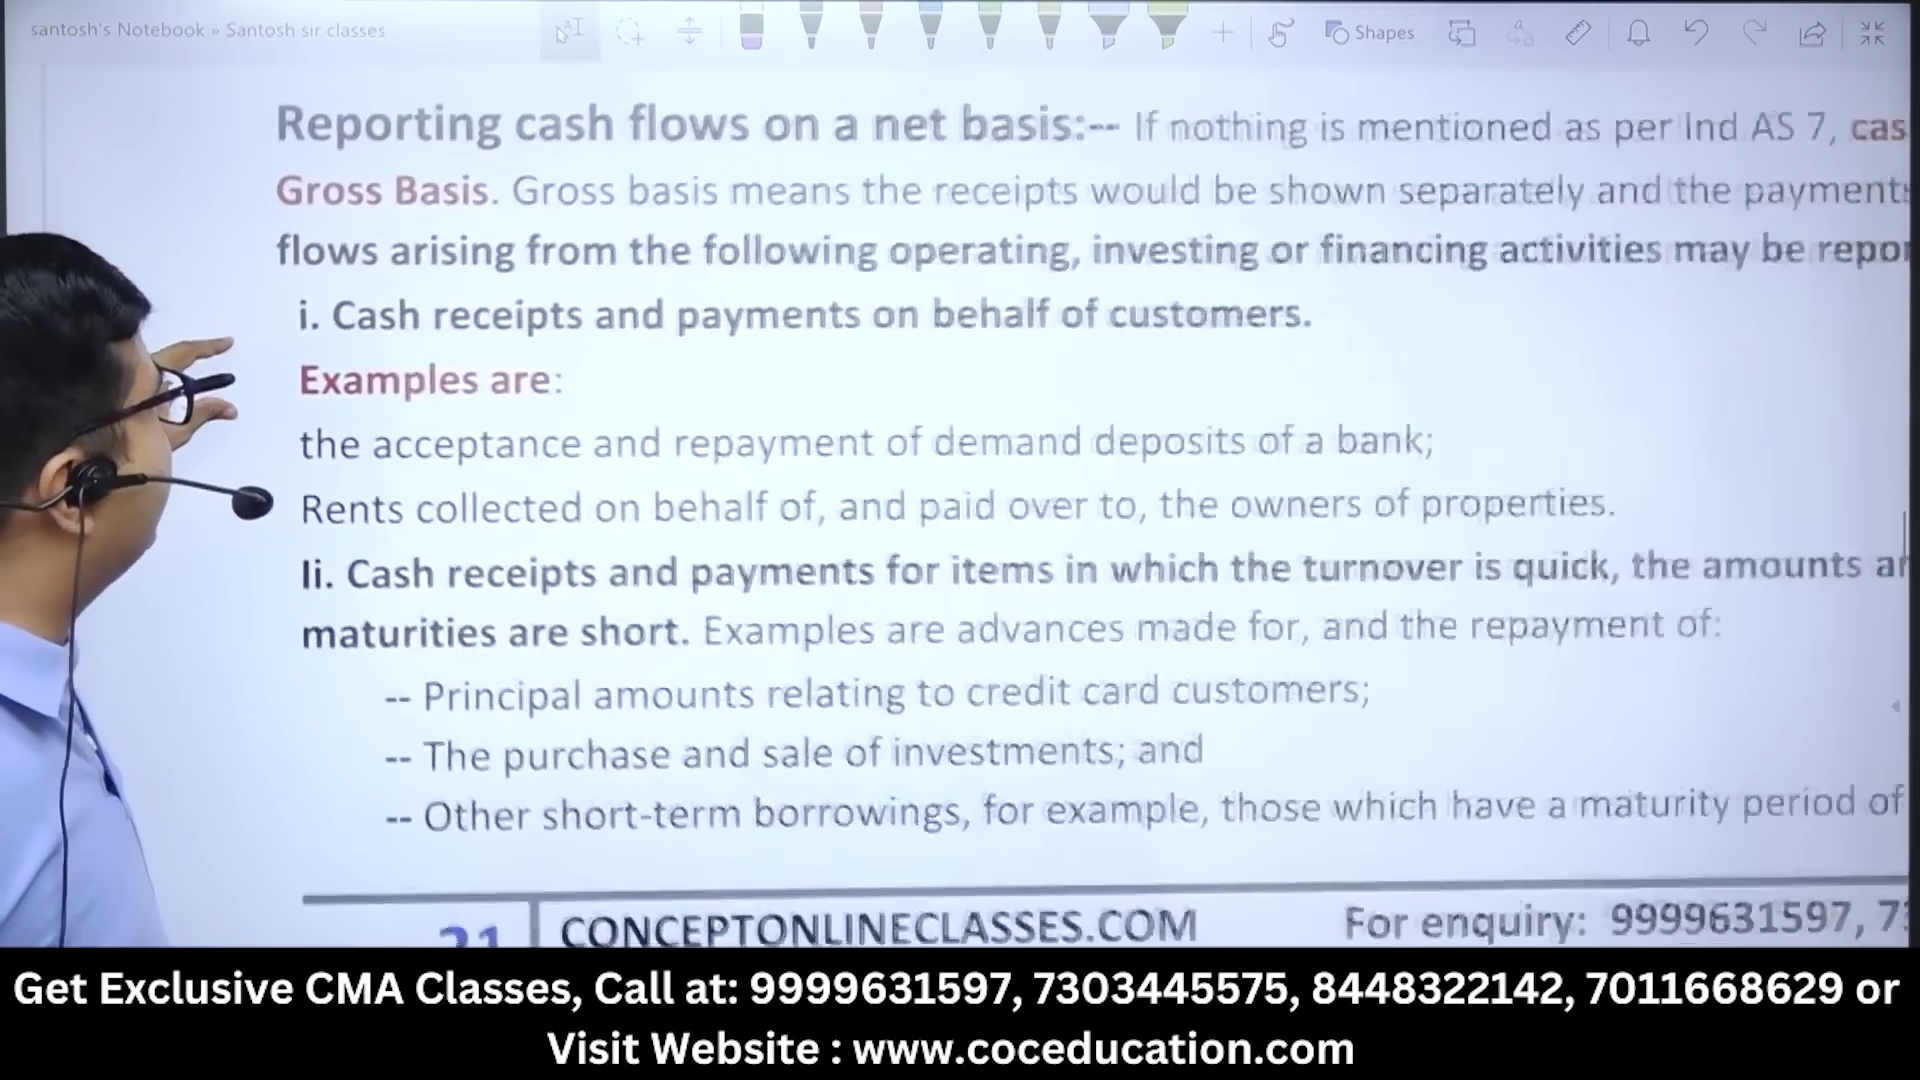 santosh's Notebook » Santosh sir classes
Shapes
Reporting cash flows on a net basis:-- If nothing is mentioned as per Ind AS 7, cas
Gross Basis. Gross basis means the receipts would be shown separately and the payment
flows arising from the following operating, investing or financing activities may be repo
i. Cash receipts and payments on behalf of customers.
Examples are:
the acceptance and repayment of demand deposits of a bank;
Rents collected on behalf of, and paid over to, the owners of properties.
Ii. Cash receipts and payments for items in which the turnover is quick, the amounts ar
maturities are short. Examples are advances made for, and the repayment of:
-- Principal amounts relating to credit card customers;
-- The purchase and sale of investments; and
-- Other short-term borrowings, for example, those which have a maturity period of
21 CONCEPTONLINECLASSES.COM For enquiry: 9999631597, 73
Get Exclusive CMA Classes, Call at: 9999631597, 7303445575, 8448322142, 7011668629 or
Visit Website : www.coceducation.com